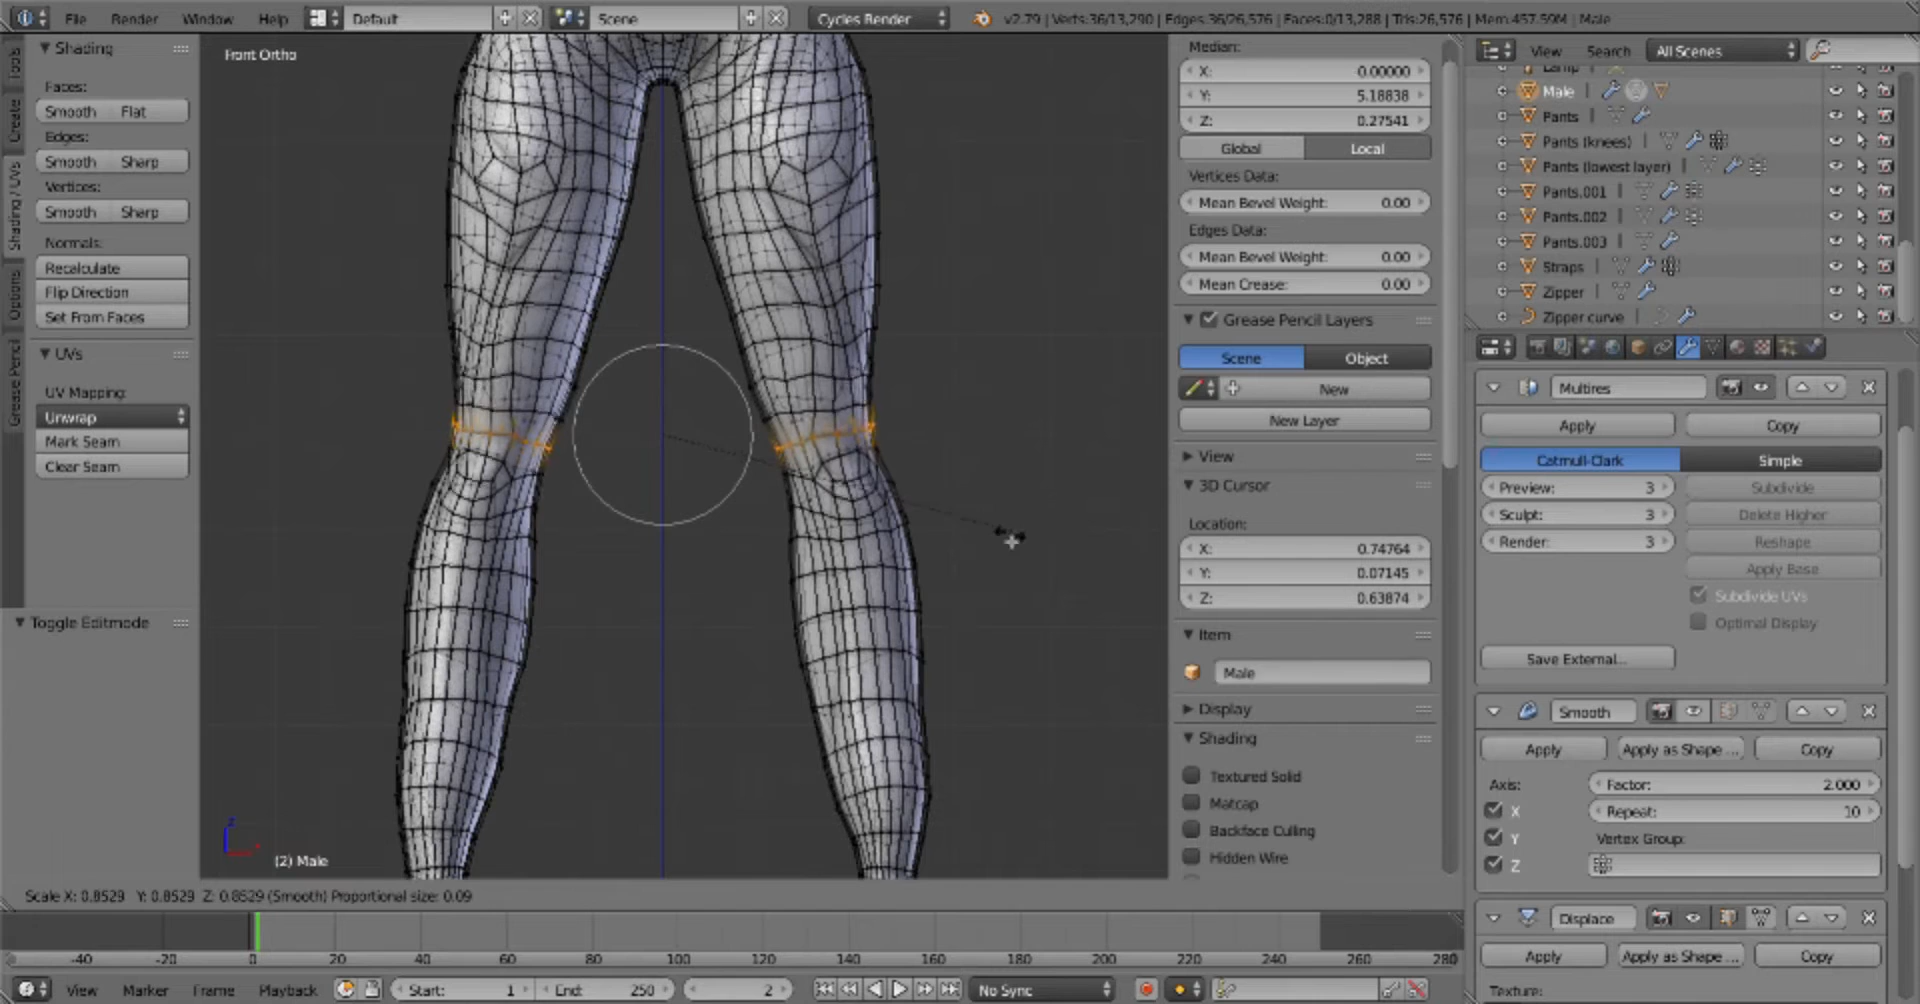 File Render Window Help Default Scene Cycles Render v2.79 | Verts:36/13,290 | Edges:36/26,576 | Faces:0/13,288 | Tris:26,576 | Mem:457.59M | Male
Tools
Create
Shading / UVs
Options
Grease Pencil
Shading
Faces:
Smooth Flat
Edges:
Smooth Sharp
Vertices:
Smooth Sharp
Normals:
Recalculate
Flip Direction
Set From Faces
UVs
UV Mapping:
Unwrap
Mark Seam
Clear Seam
Toggle Editmode
Front Ortho
z
(2) Male
Scale X: 0.8529 Y: 0.8529 Z: 0.8529 (Smooth) Proportional size: 0.09
Median:
X: 0.00000
Y: 5.18838
Z: 0.27541
Global Local
Vertices Data:
Mean Bevel Weight: 0.00
Edges Data:
Mean Bevel Weight: 0.00
Mean Crease: 0.00
Grease Pencil Layers
Scene Object
New
New Layer
View
3D Cursor
Location:
X: 0.74764
Y: 0.07145
Z: 0.63874
Item
Male
Display
Shading
Textured Solid
Matcap
Backface Culling
Hidden Wire
View Search All Scenes
Lamp
Male
Pants
Pants (knees)
Pants (lowest layer)
Pants.001
Pants.002
Pants.003
Straps
Zipper
Zipper curve
Multires
Apply Copy
Catmull-Clark Simple
Preview: 3 Subdivide
Sculpt: 3 Delete Higher
Render: 3 Reshape
Apply Base
Subdivide UVs
Optimal Display
Save External...
Smooth
Apply Apply as Shape ... Copy
Axis: Factor: 2.000
X Repeat: 10
Y Vertex Group:
Z
Displace
Apply Apply as Shape ... Copy
Texture:
-40 -20 0 20 40 60 80 100 120 140 160 180 200 220 240 260 280
View Marker Frame Playback Start: 1 End: 250 2 No Sync